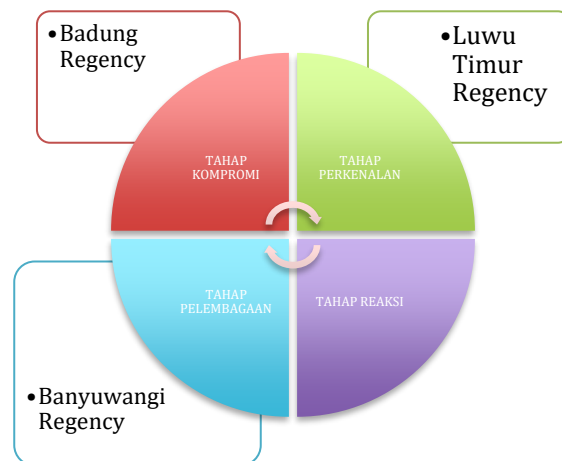 •Badung
Regency
•Luwu
Timur
Regency
TAHAP
KOMPROMI
TAHAP
PERKENALAN
TAHAP
PELEMBAGAAN
TAHAP REAKSI
•Banyuwangi
Regency